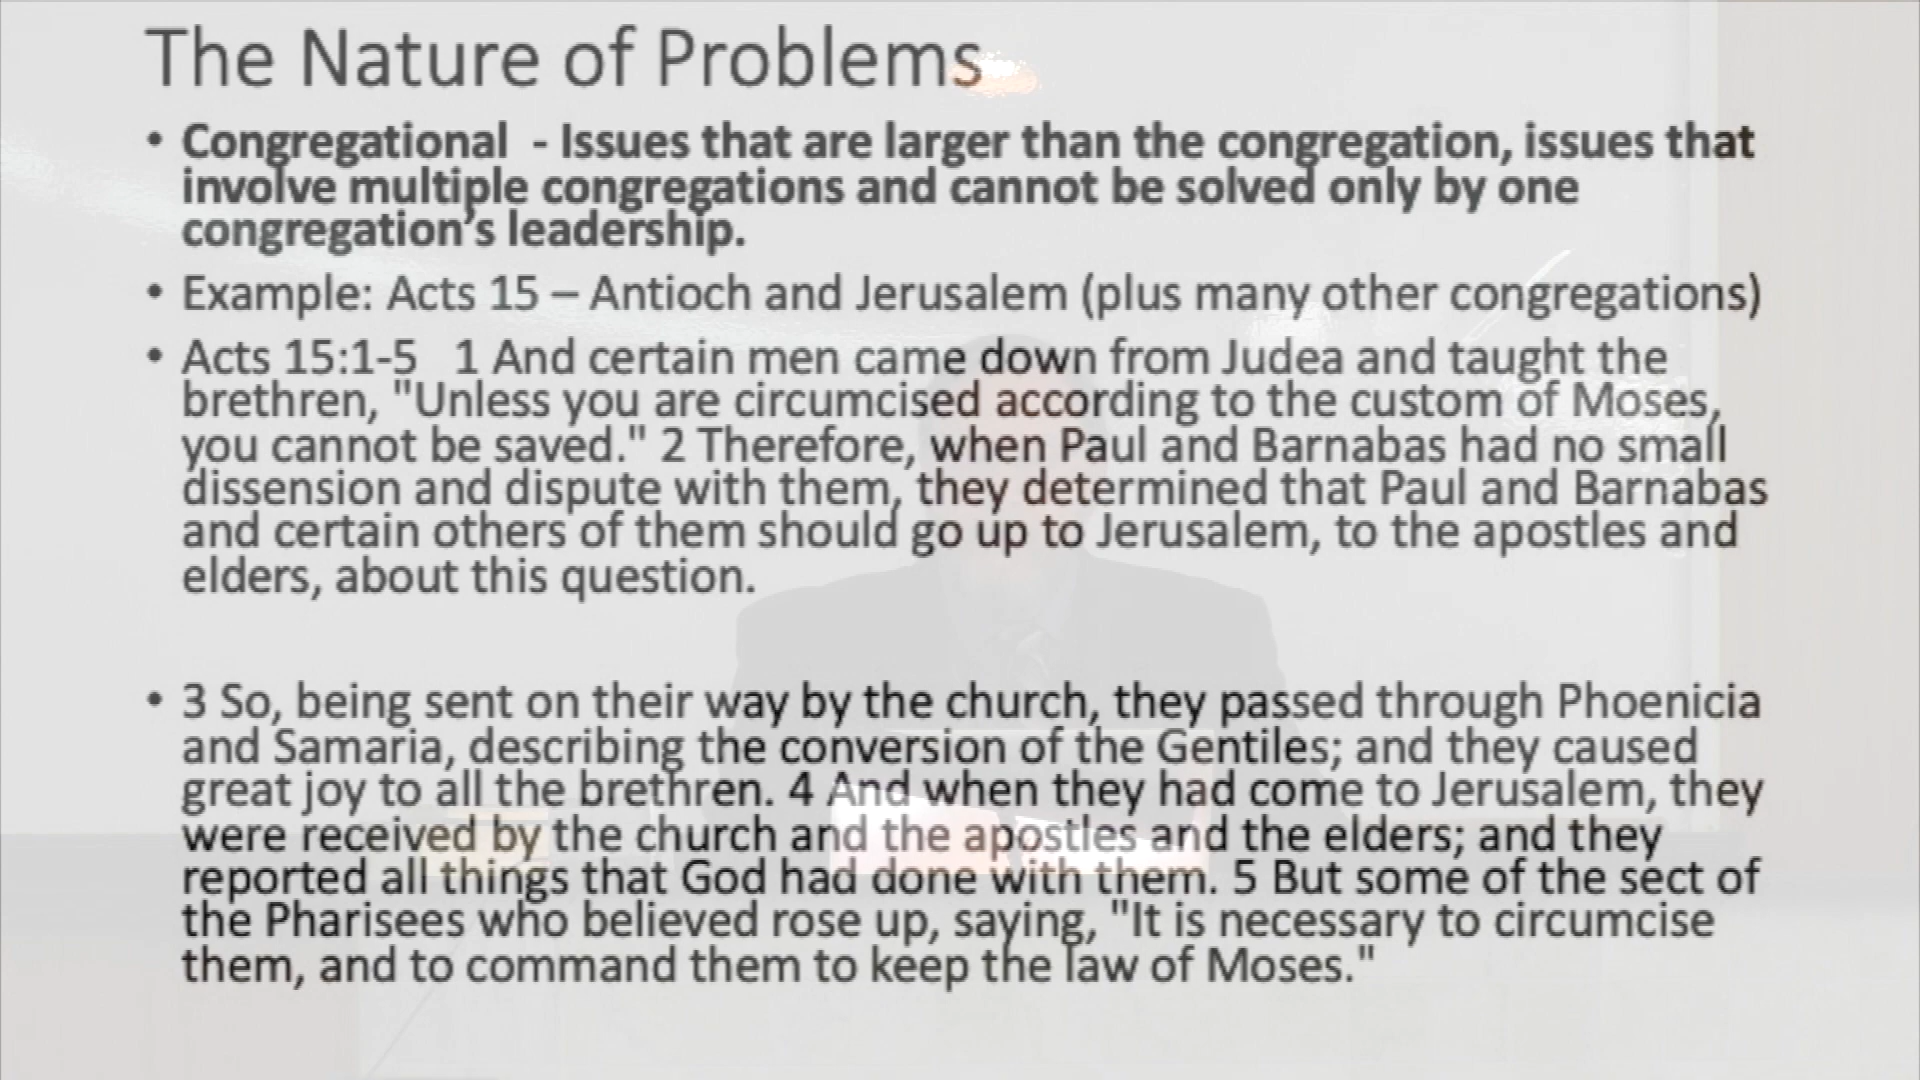 The Nature of Problems
• Congregational  - Issues that are larger than the congregation, issues that
involve multiple congregations and cannot be solved only by one
congregation’s leadership.
• Example: Acts 15 – Antioch and Jerusalem (plus many other congregations)
• Acts 15:1-5   1 And certain men came down from Judea and taught the
brethren, "Unless you are circumcised according to the custom of Moses,
you cannot be saved." 2 Therefore, when Paul and Barnabas had no small
dissension and dispute with them, they determined that Paul and Barnabas
and certain others of them should go up to Jerusalem, to the apostles and
elders, about this question.
• 3 So, being sent on their way by the church, they passed through Phoenicia
and Samaria, describing the conversion of the Gentiles; and they caused
great joy to all the brethren. 4 And when they had come to Jerusalem, they
were received by the church and the apostles and the elders; and they
reported all things that God had done with them. 5 But some of the sect of
the Pharisees who believed rose up, saying, "It is necessary to circumcise
them, and to command them to keep the law of Moses."